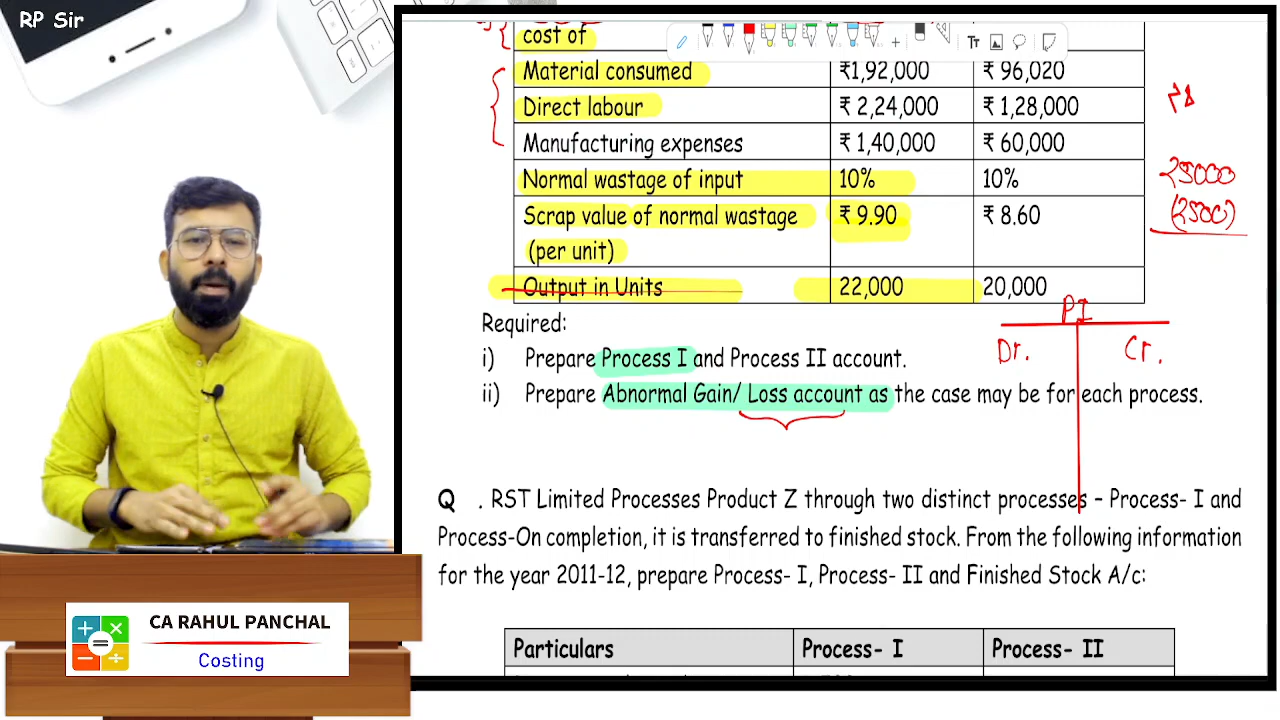 RP Sir
cost of
Material consumed ₹1,92,000 ₹ 96,020
Direct labour ₹ 2,24,000 ₹ 1,28,000
Manufacturing expenses ₹ 1,40,000 ₹ 60,000
Normal wastage of input 10% 10%
Scrap value of normal wastage ₹ 9.90 ₹ 8.60
(per unit)
Output in Units 22,000 20,000
25000
(2500)
Required:
PI
i) Prepare Process I and Process II account.
Dr. Cr.
ii) Prepare Abnormal Gain/ Loss account as the case may be for each process.
Q . RST Limited Processes Product Z through two distinct processes – Process- I and
Process-On completion, it is transferred to finished stock. From the following information
for the year 2011-12, prepare Process- I, Process- II and Finished Stock A/c:
Particulars Process- I Process- II
CA RAHUL PANCHAL
Costing